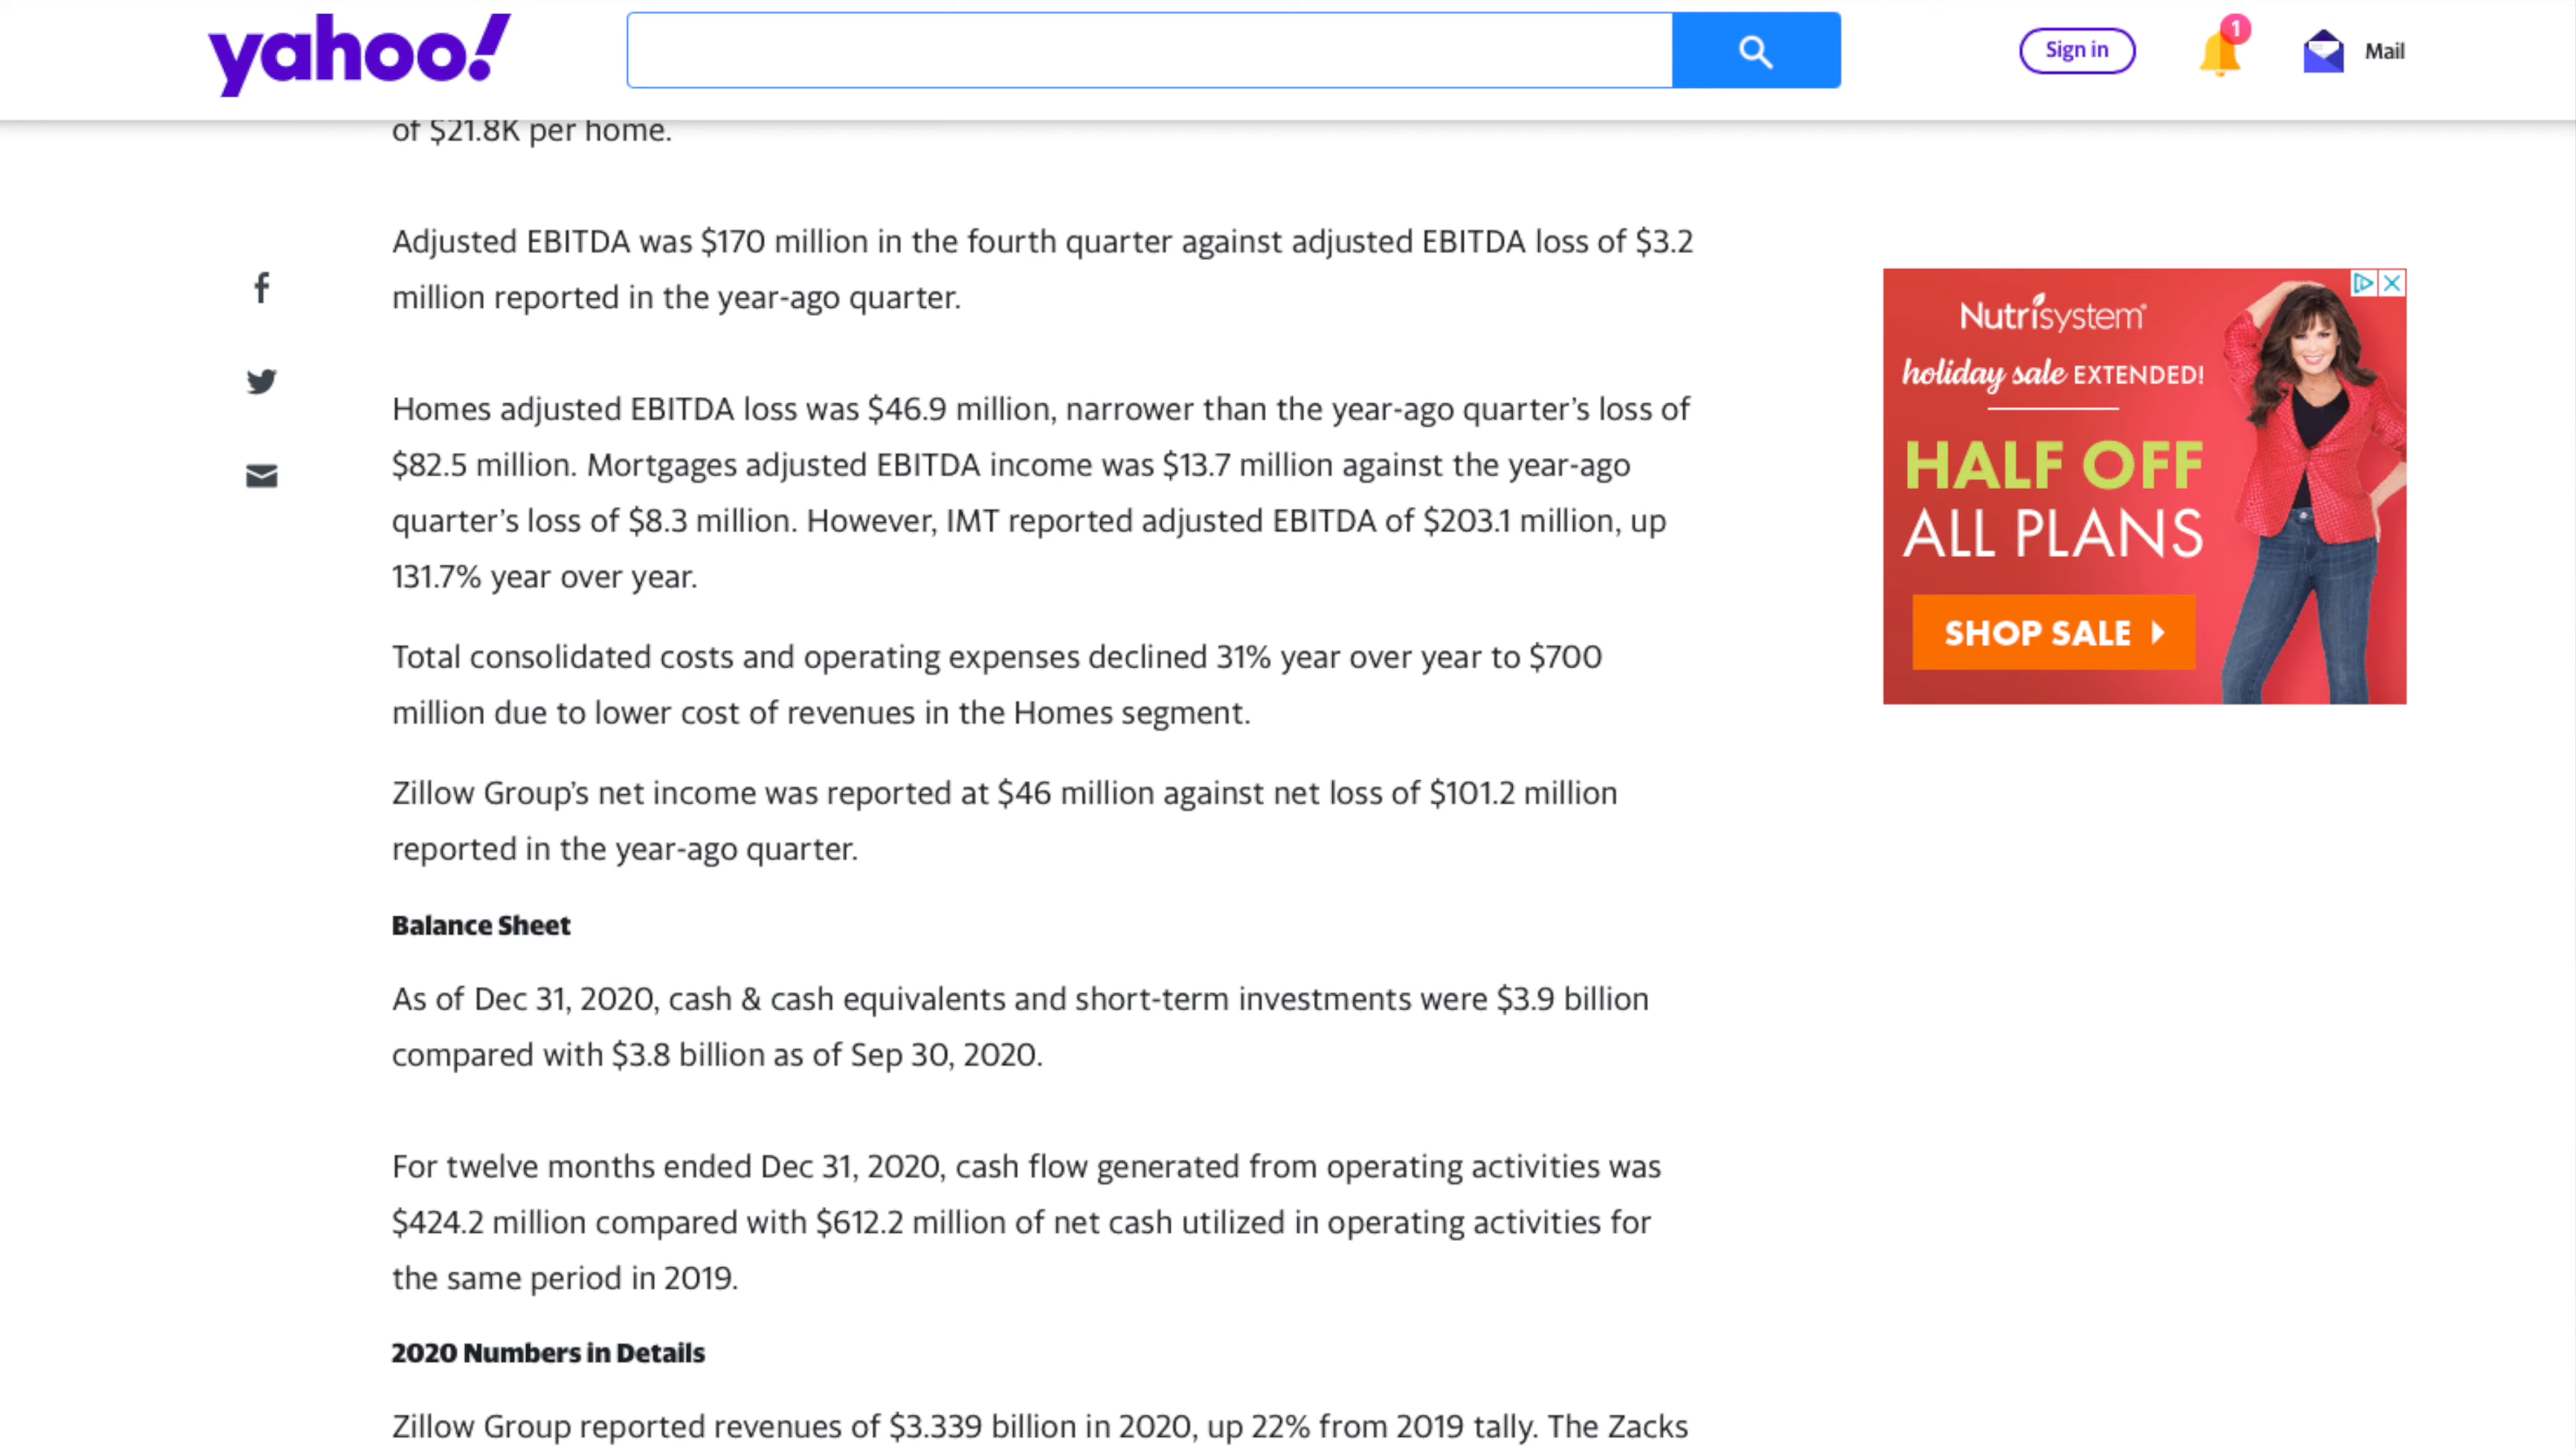 yahoo!
Sign in
1
Mail
of $21.8K per home.
Adjusted EBITDA was $170 million in the fourth quarter against adjusted EBITDA loss of $3.2
million reported in the year-ago quarter.
Homes adjusted EBITDA loss was $46.9 million, narrower than the year-ago quarter’s loss of
$82.5 million. Mortgages adjusted EBITDA income was $13.7 million against the year-ago
quarter’s loss of $8.3 million. However, IMT reported adjusted EBITDA of $203.1 million, up
131.7% year over year.
Total consolidated costs and operating expenses declined 31% year over year to $700
million due to lower cost of revenues in the Homes segment.
Zillow Group’s net income was reported at $46 million against net loss of $101.2 million
reported in the year-ago quarter.
Balance Sheet
As of Dec 31, 2020, cash & cash equivalents and short-term investments were $3.9 billion
compared with $3.8 billion as of Sep 30, 2020.
For twelve months ended Dec 31, 2020, cash flow generated from operating activities was
$424.2 million compared with $612.2 million of net cash utilized in operating activities for
the same period in 2019.
2020 Numbers in Details
Zillow Group reported revenues of $3.339 billion in 2020, up 22% from 2019 tally. The Zacks
Nutrisystem®
holiday sale EXTENDED!
HALF OFF
ALL PLANS
SHOP SALE